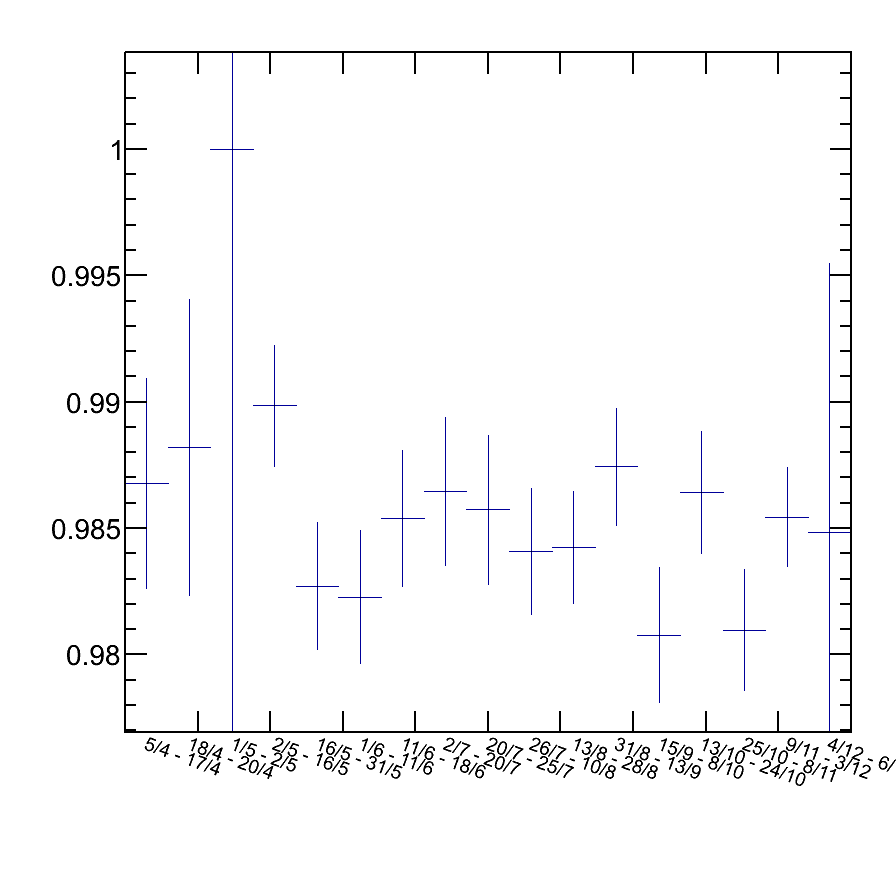 1
0.995
0.99
0.985
0.98
5/4 - 17/4
18/4 - 20/4
1/5 - 2/5
2/5 - 16/5
16/5 - 31/5
1/6 - 11/6
11/6 - 18/6
2/7 - 20/7
20/7 - 25/7
26/7 - 10/8
13/8 - 28/8
31/8 - 13/9
15/9 - 8/10
13/10 - 24/10
25/10 - 8/11
9/11 - 3/12
4/12 - 6/